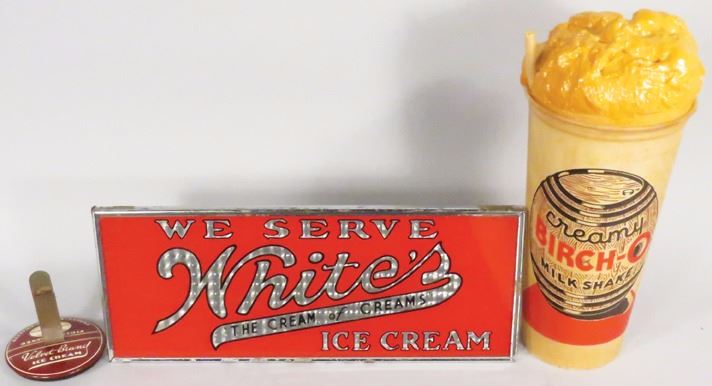 WE SERVE
White's
THE CREAM of CREAMS
ICE CREAM
Velvet Brand
ICE CREAM
creamy
BIRCH-O
MILK SHAKE